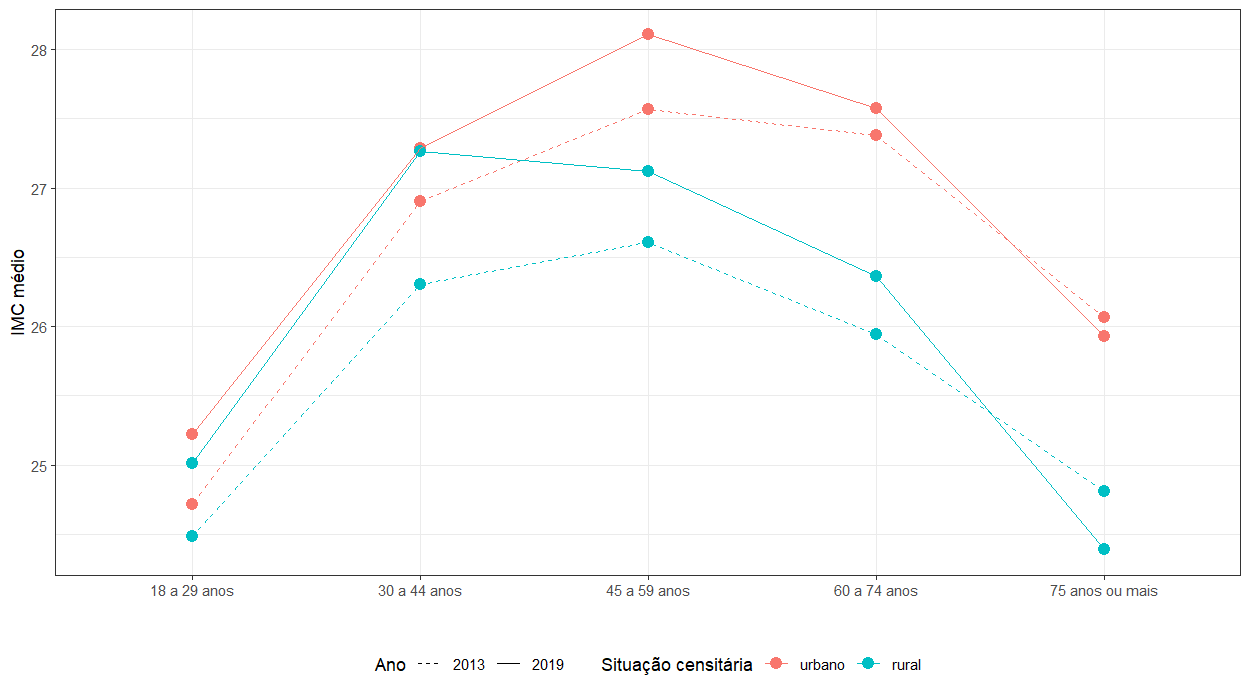 28
27
26
25
IMC médio
18 a 29 anos 30 a 44 anos 45 a 59 anos 60 a 74 anos 75 anos ou mais
Ano 2013 2019 Situação censitária urbano rural